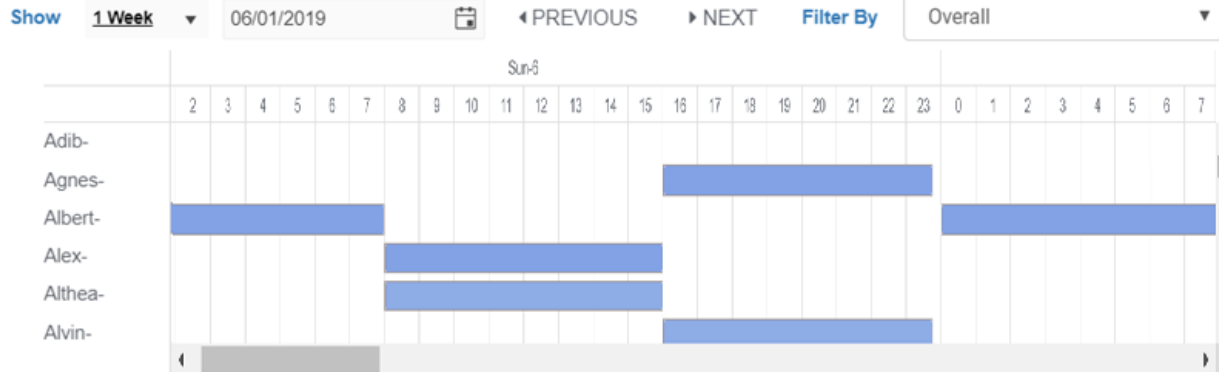 Show 1 Week 06/01/2019 PREVIOUS NEXT Filter By Overall
Sun-6
2 3 4 5 6 7 8 9 10 11 12 13 14 15 16 17 18 19 20 21 22 23 0 1 2 3 4 5 6 7
Adib-
Agnes-
Albert-
Alex-
Althea-
Alvin-